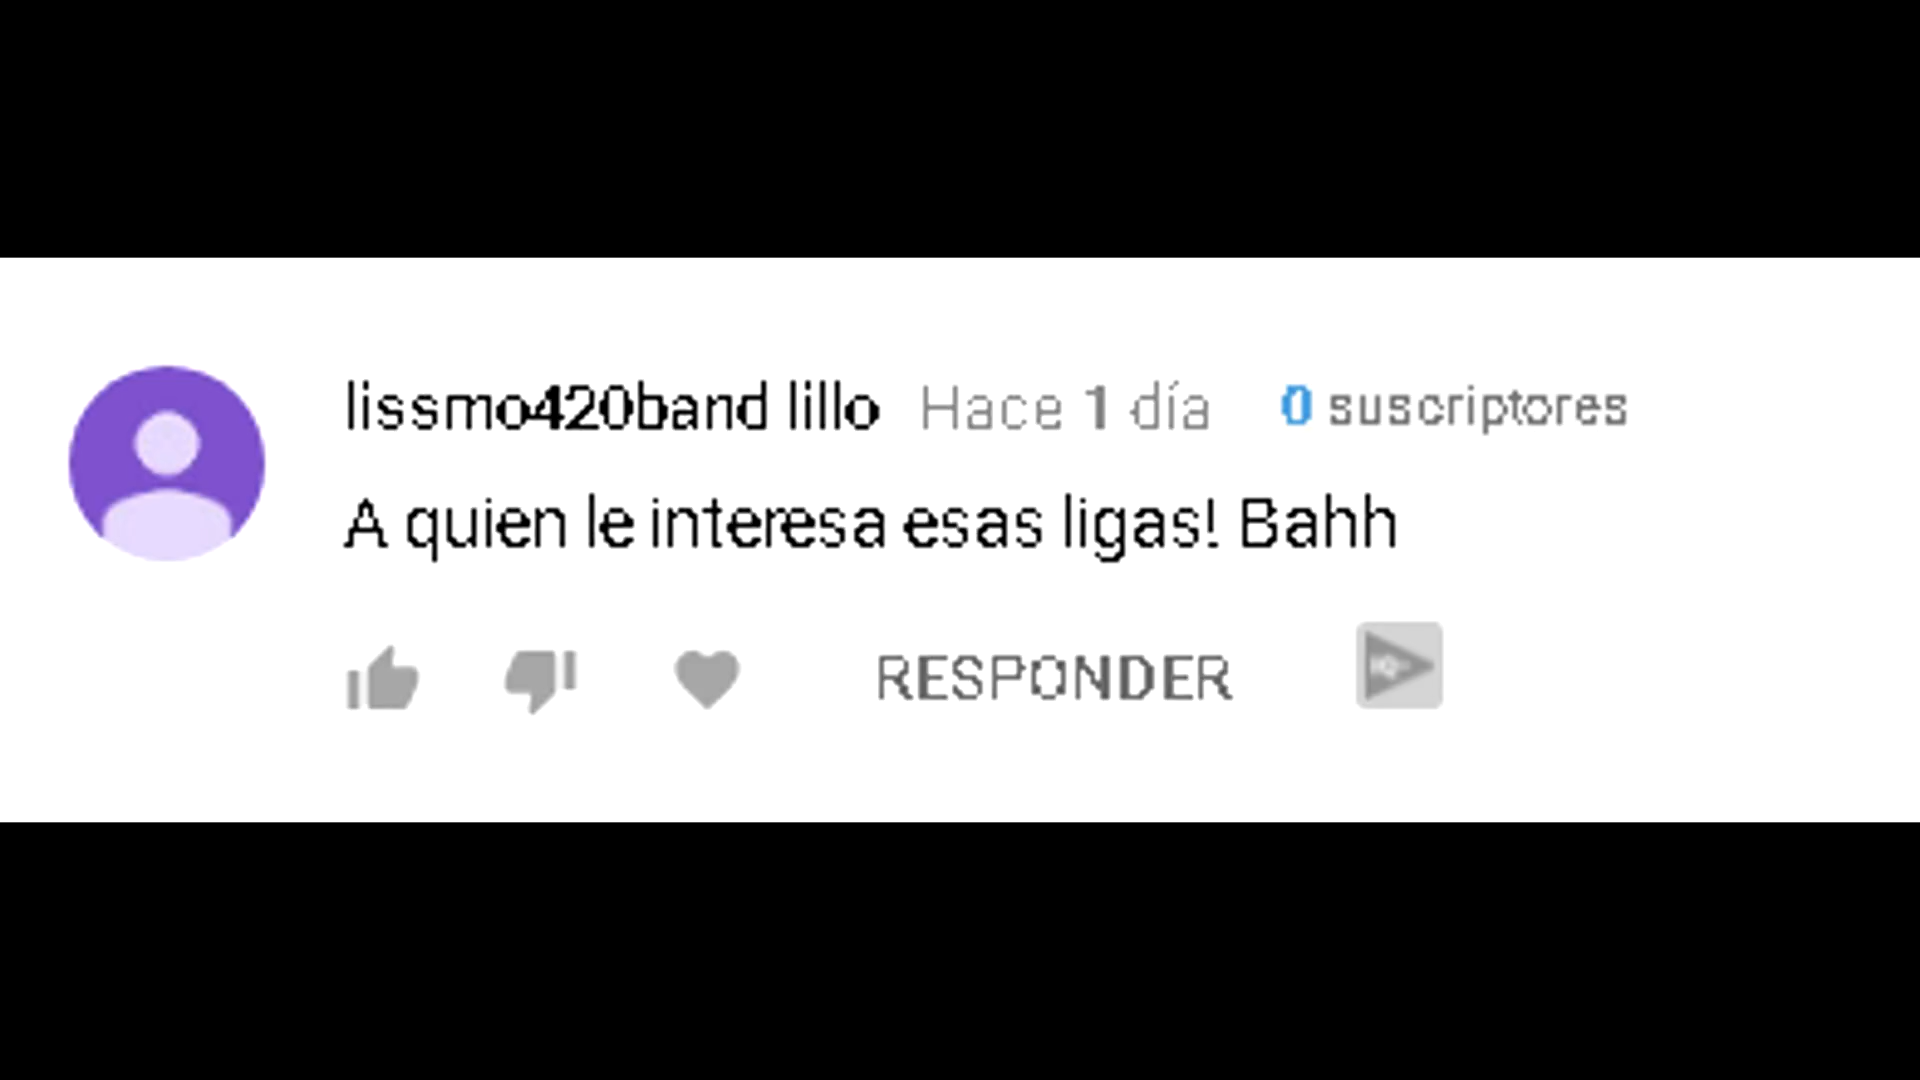 lissmo420band lillo Hace 1 día 0 suscriptores
A quien le interesa esas ligas! Bahh
RESPONDER